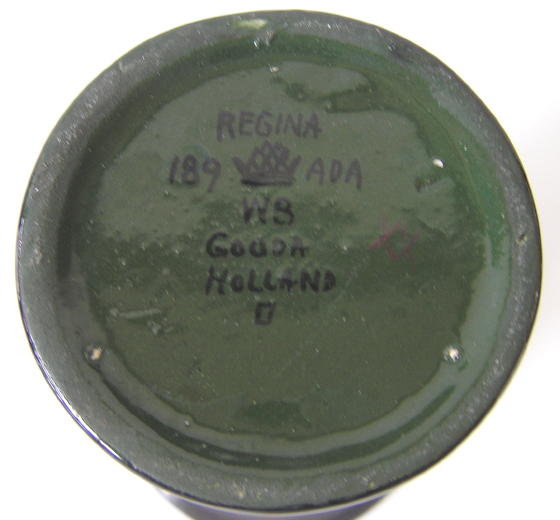 REGINA
189 ADA
WB
GOUDA
HOLLAND